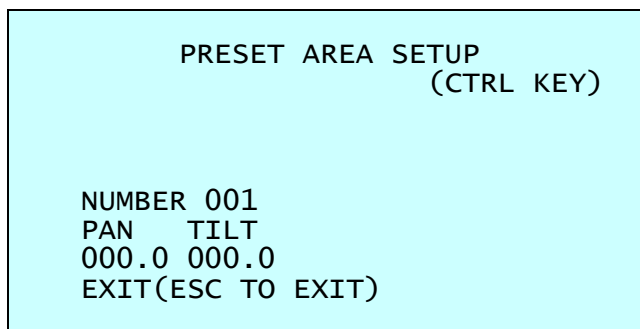 PRESET AREA SETUP
(CTRL KEY)
NUMBER 001
PAN TILT
000.0 000.0
EXIT(ESC TO EXIT)